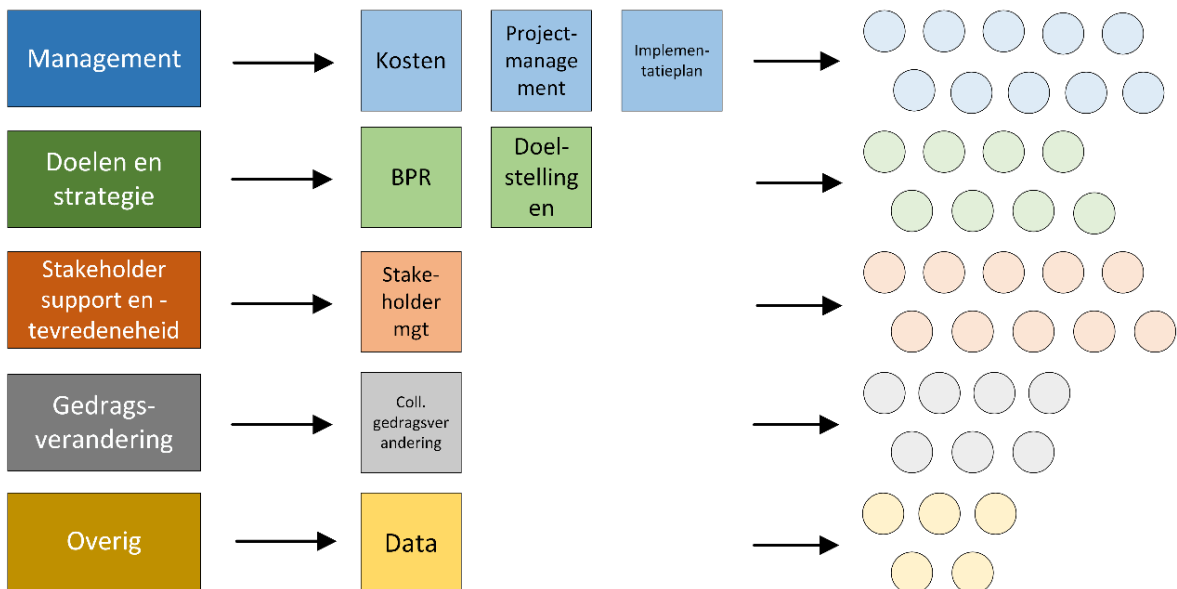 Management
Kosten
Project-
manage
ment
Implemen-
tatieplan
Doelen en
strategie
BPR
Doel-
stelling
en
Stakeholder
support en -
tevredeneheid
Stake-
holder
mgt
Gedrags-
verandering
Coll.
gedragsver
andering
Overig
Data